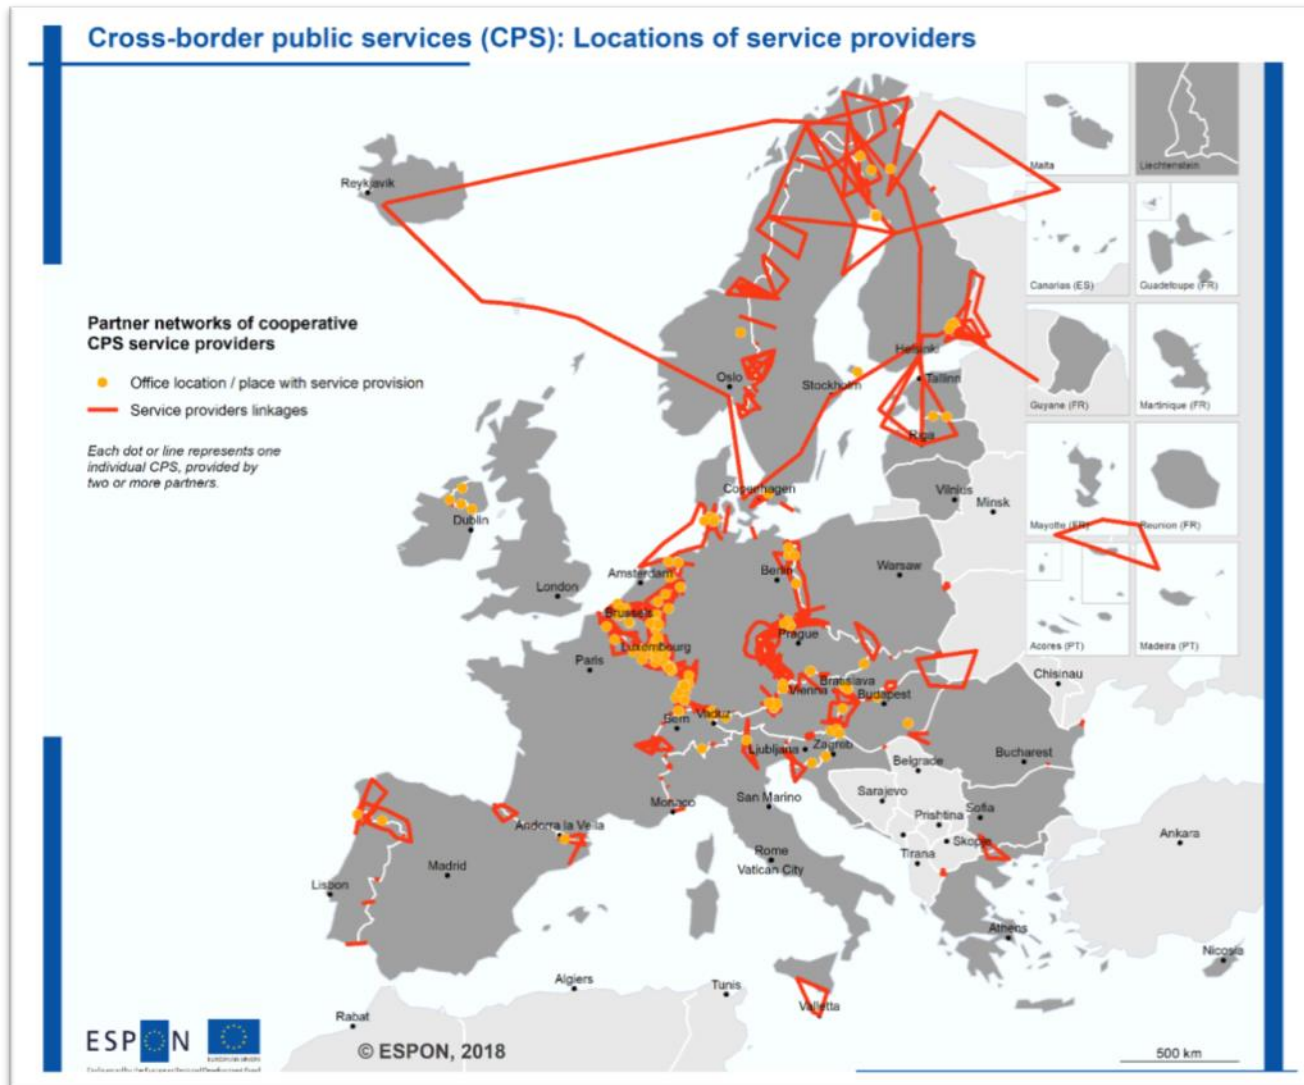 Cross-border public services (CPS): Locations of service providers
Malta
Liechtenstein
Reykjavik
Canarias (ES)
Guadeloupe (FR)
Partner networks of cooperative
CPS service providers
Office location / place with service provision
Service providers linkages
Each dot or line represents one
individual CPS, provided by
two or more partners.
Oslo
Stockholm
Helsinki
Tallinn
Riga
Guyane (FR)
Martinique (FR)
Copenhagen
Vilnius
Minsk
Dublin
Mayotte (FR)
Reunion (FR)
London
Amsterdam
Berlin
Warsaw
Brussels
Prague
Luxembourg
Paris
Acores (PT)
Madeira (PT)
Chisinau
Bratislava
Vienna
Budapest
Bern
Vaduz
Ljubljana
Zagreb
Belgrade
Bucharest
Monaco
San Marino
Sarajevo
Prishtina
Sofia
Skopje
Tirana
Ankara
Andorra la Vella
Madrid
Rome
Vatican City
Lisbon
Athens
Nicosia
Algiers
Tunis
Valletta
Rabat
ESPON
EUROPEAN UNION
© ESPON, 2018
500 km